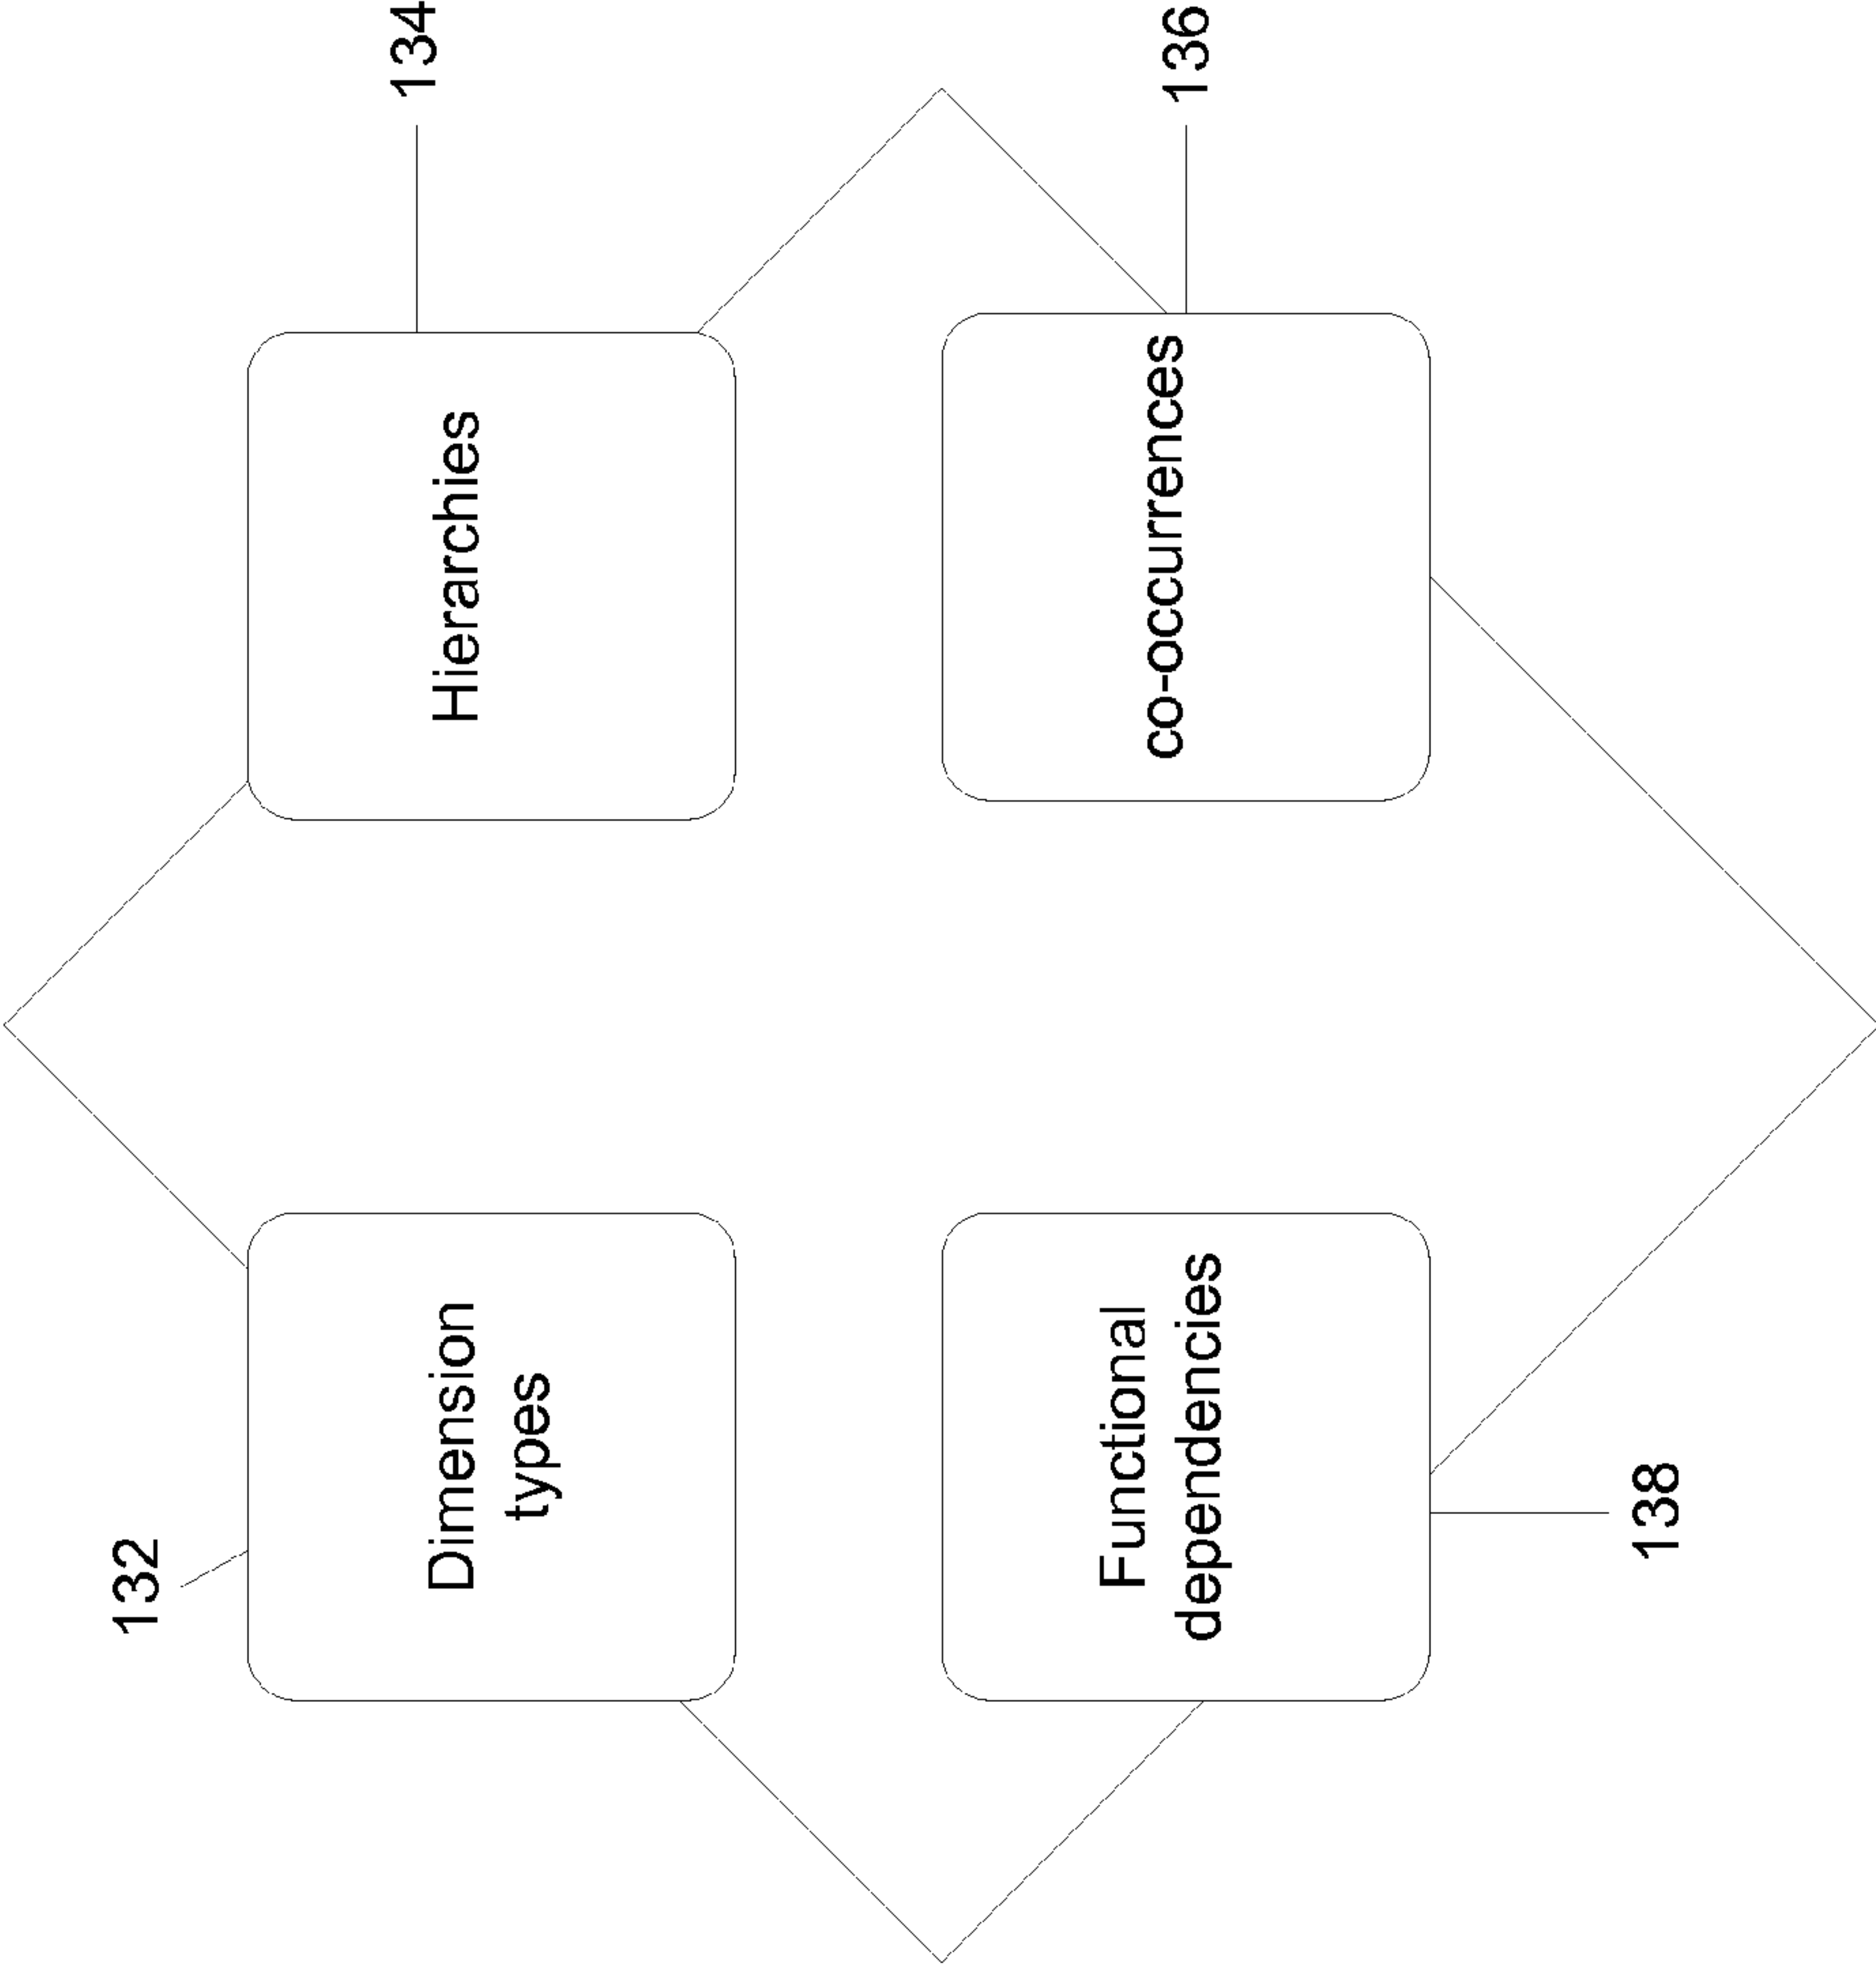 132
Dimension
types
134
Hierarchies
Functional
dependencies
138
co-occurrences
136